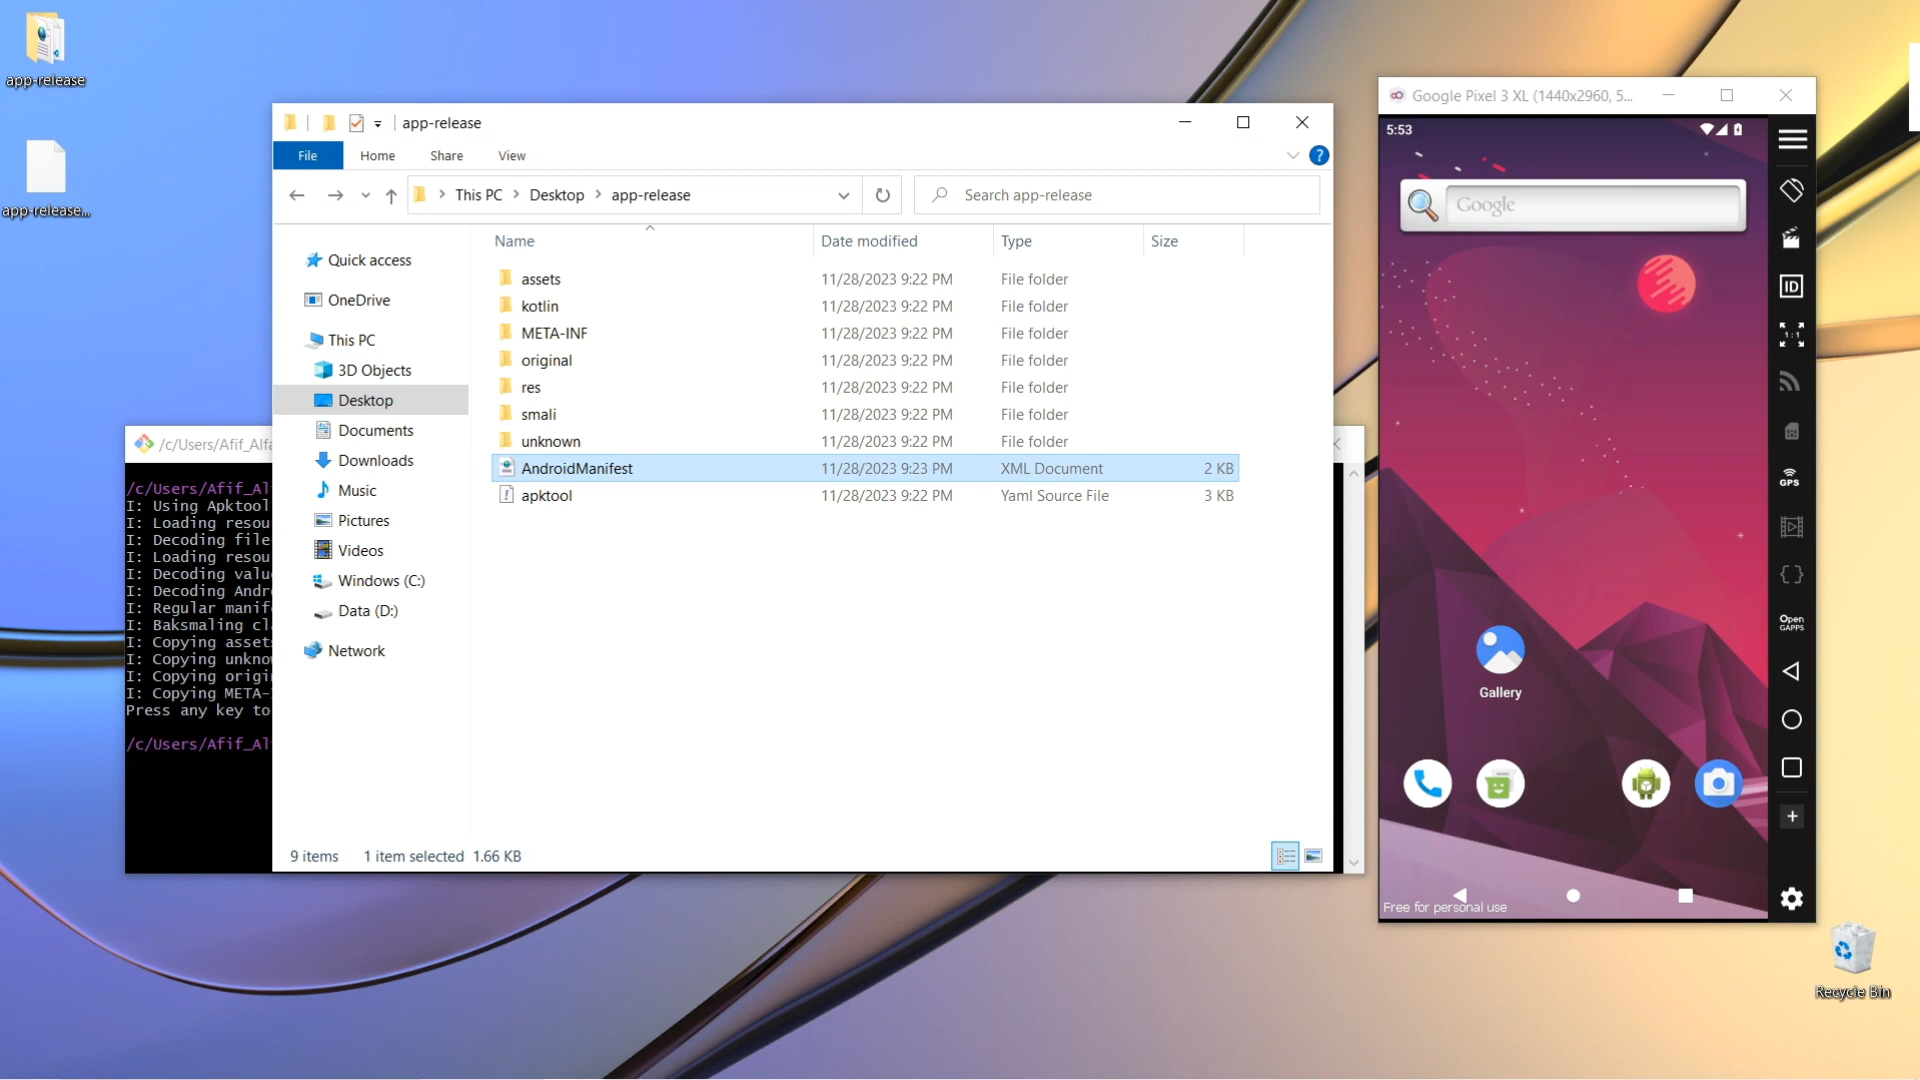 app-release
app-release...
app-release
File
Home
Share
View
This PC
Desktop
app-release
Search app-release
Name
Date modified
Type
Size
Quick access
OneDrive
This PC
3D Objects
Desktop
Documents
Downloads
Music
Pictures
Videos
Windows (C:)
Data (D:)
Network
assets 11/28/2023 9:22 PM File folder
kotlin 11/28/2023 9:22 PM File folder
META-INF 11/28/2023 9:22 PM File folder
original 11/28/2023 9:22 PM File folder
res 11/28/2023 9:22 PM File folder
smali 11/28/2023 9:22 PM File folder
unknown 11/28/2023 9:22 PM File folder
AndroidManifest 11/28/2023 9:23 PM XML Document 2 KB
apktool 11/28/2023 9:22 PM Yaml Source File 3 KB
9 items 1 item selected 1.66 KB
/c/Users/Afif_Alfa
/c/Users/Afif_Al
I: Using Apktool
I: Loading resou
I: Decoding file
I: Loading resou
I: Decoding valu
I: Decoding Andr
I: Regular manif
I: Baksmaling cl
I: Copying asset
I: Copying unkno
I: Copying origi
I: Copying META-
Press any key to
/c/Users/Afif_Al
Google Pixel 3 XL (1440x2960, 5...
5:53
Google
Gallery
Free for personal use
ID
1:1
GPS
Open
GAPPS
Recycle Bin